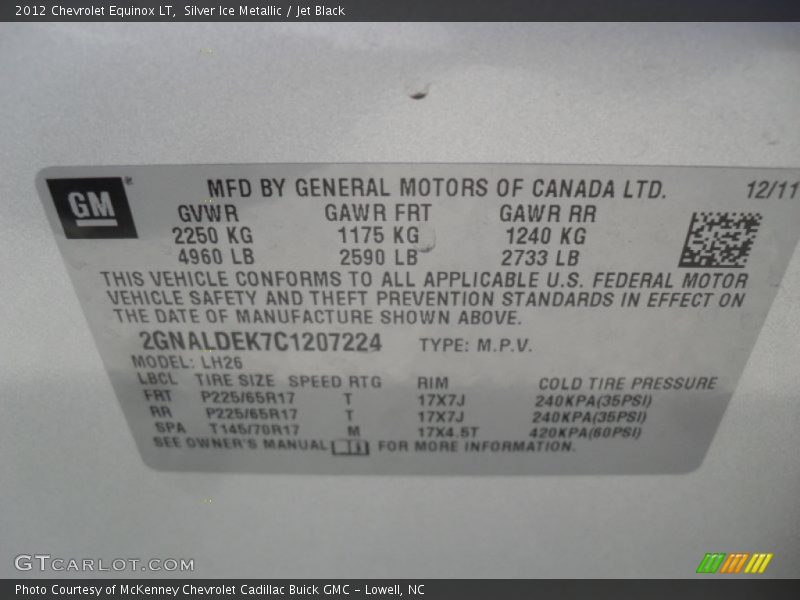 2012 Chevrolet Equinox LT,  Silver Ice Metallic / Jet Black
GM
MFD BY GENERAL MOTORS OF CANADA LTD. 12/11
GVWR GAWR FRT GAWR RR
2250 KG 1175 KG 1240 KG
4960 LB 2590 LB 2733 LB
THIS VEHICLE CONFORMS TO ALL APPLICABLE U.S. FEDERAL MOTOR
VEHICLE SAFETY AND THEFT PREVENTION STANDARDS IN EFFECT ON
THE DATE OF MANUFACTURE SHOWN ABOVE.
2GNALDEK7C1207224 TYPE: M.P.V.
MODEL: LH26
LBCL TIRE SIZE SPEED RTG RIM COLD TIRE PRESSURE
FRT P225/65R17 T 17X7J 240KPA(35PSI)
RR P225/65R17 T 17X7J 240KPA(35PSI)
SPA T145/70R17 M 17X4.5T 420KPA(60PSI)
SEE OWNER'S MANUAL FOR MORE INFORMATION.
GTCARLOT.COM
Photo Courtesy of McKenney Chevrolet Cadillac Buick GMC - Lowell, NC